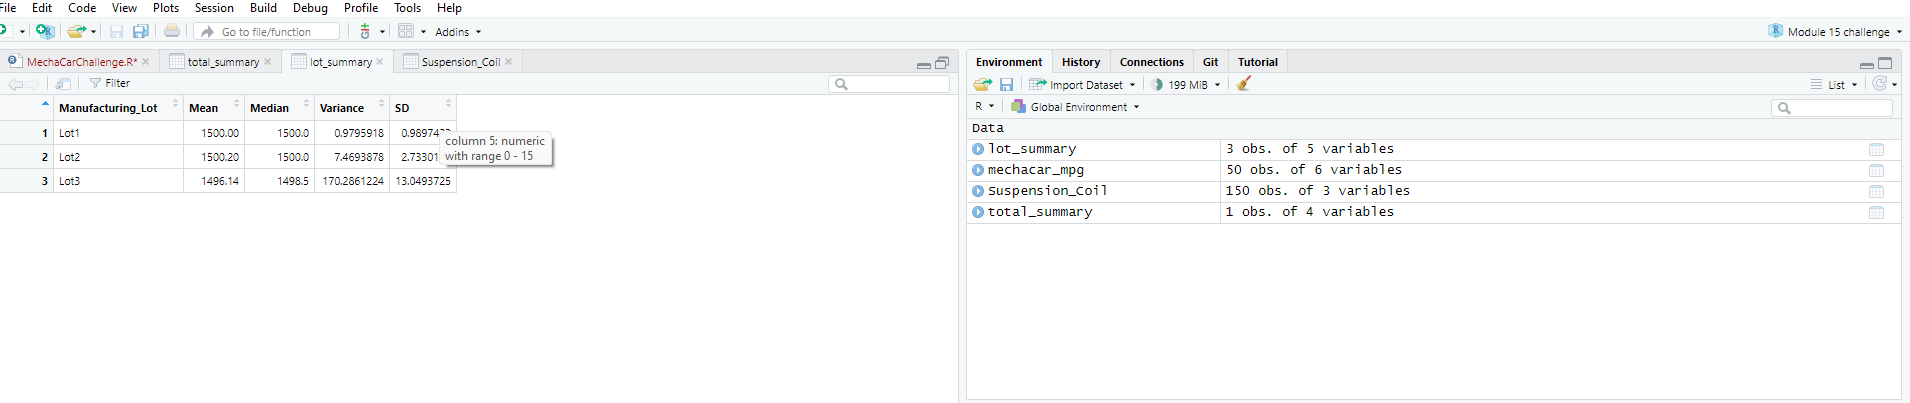 File Edit Code View Plots Session Build Debug Profile Tools Help
Go to file/function Addins Module 15 challenge
MechaCarChallenge.R* total_summary lot_summary Suspension_Coil
Filter
Manufacturing_Lot Mean Median Variance SD
1 Lot1 1500.00 1500.0 0.9795918
2 Lot2 1500.20 1500.0 7.4693878
3 Lot3 1496.14 1498.5 170.2861224 13.0493725
column 5: numeric
with range 0 - 15
Environment History Connections Git Tutorial
Import Dataset 199 MiB List
R Global Environment
Data
lot_summary 3 obs. of 5 variables
mechacar_mpg 50 obs. of 6 variables
Suspension_Coil 150 obs. of 3 variables
total_summary 1 obs. of 4 variables